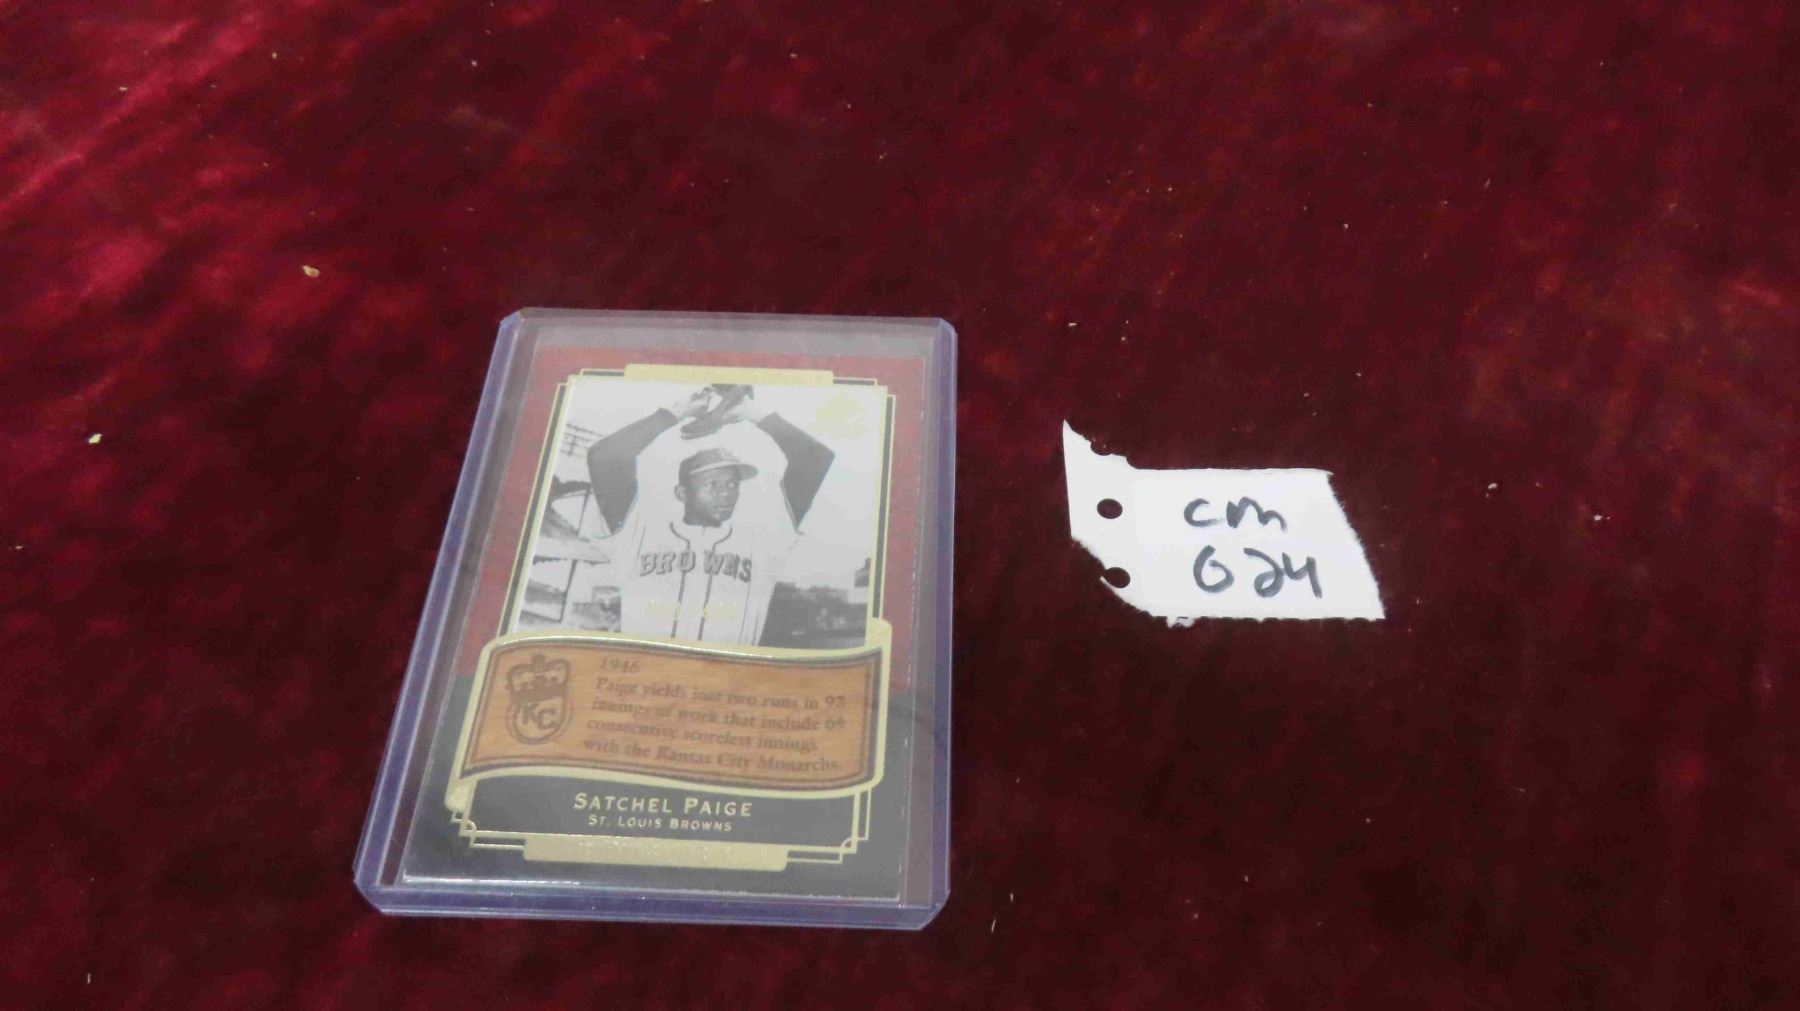 BROWNS
KC
1946
Paige yields just two runs in 93
innings of work that include 64
consecutive scoreless innings
with the Kansas City Monarchs.
SATCHEL PAIGE
ST. LOUIS BROWNS
cm
024